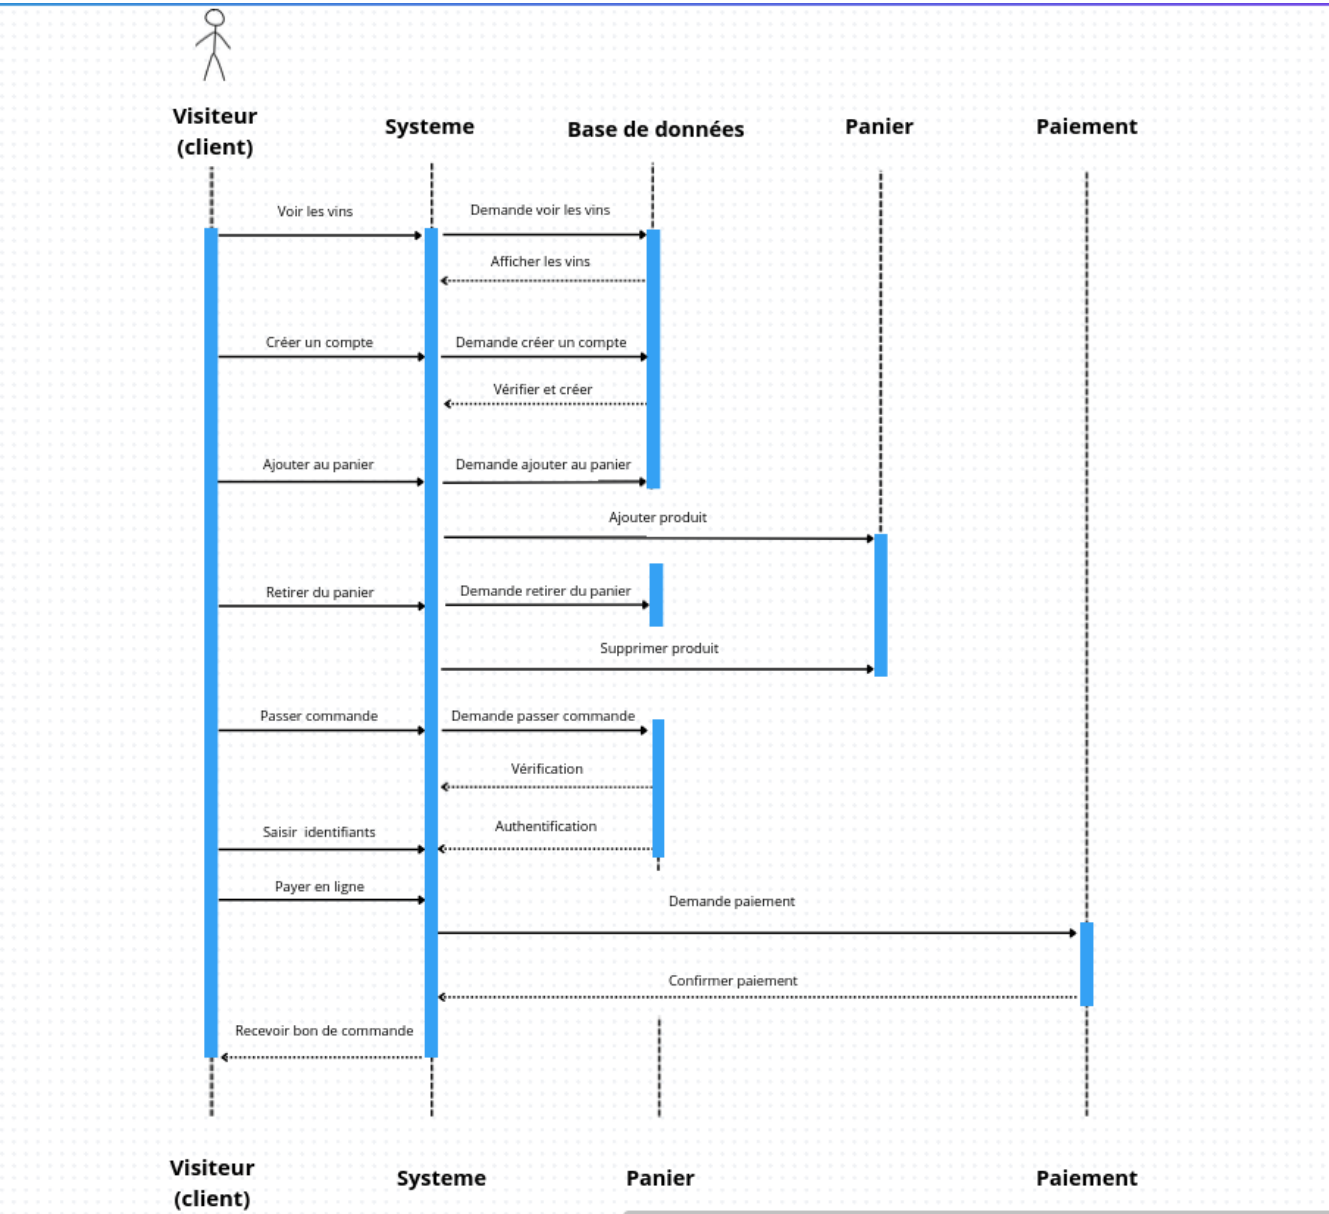 Visiteur
(client)
Systeme
Base de données
Panier
Paiement
Voir les vins
Demande voir les vins
Afficher les vins
Créer un compte
Demande créer un compte
Vérifier et créer
Ajouter au panier
Demande ajouter au panier
Ajouter produit
Retirer du panier
Demande retirer du panier
Supprimer produit
Passer commande
Demande passer commande
Vérification
Saisir identifiants
Authentification
Payer en ligne
Demande paiement
Confirmer paiement
Recevoir bon de commande
Visiteur
(client)
Systeme
Panier
Paiement